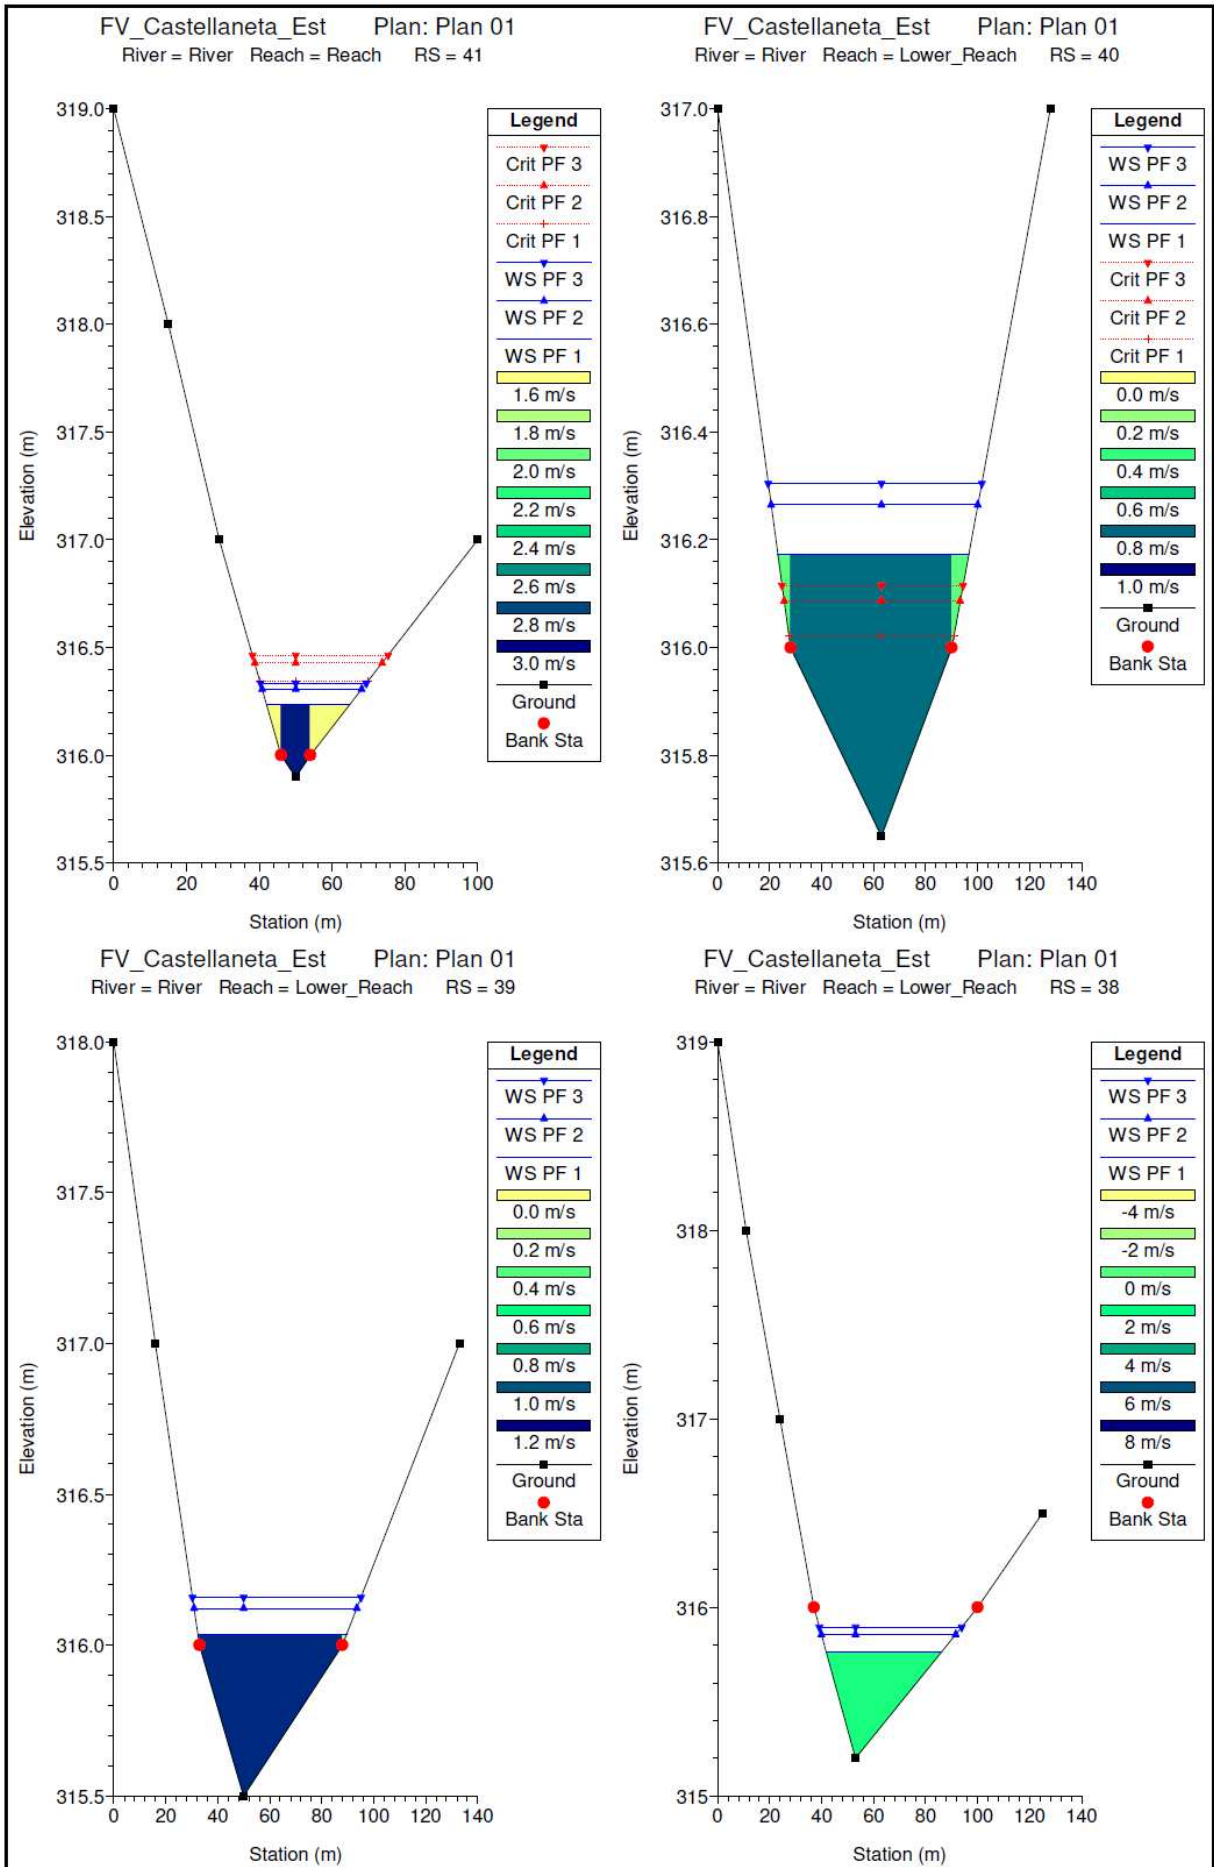 FV_Castellaneta_Est Plan: Plan 01
River = River Reach = Reach RS = 41
319.0
318.5
318.0
317.5
317.0
316.5
316.0
315.5
Elevation (m)
0 20 40 60 80 100
Station (m)
Legend
Crit PF 3
Crit PF 2
Crit PF 1
WS PF 3
WS PF 2
WS PF 1
1.6 m/s
1.8 m/s
2.0 m/s
2.2 m/s
2.4 m/s
2.6 m/s
2.8 m/s
3.0 m/s
Ground
Bank Sta
FV_Castellaneta_Est Plan: Plan 01
River = River Reach = Lower_Reach RS = 40
317.0
316.8
316.6
316.4
316.2
316.0
315.8
315.6
Elevation (m)
0 20 40 60 80 100 120 140
Station (m)
Legend
WS PF 3
WS PF 2
WS PF 1
Crit PF 3
Crit PF 2
Crit PF 1
0.0 m/s
0.2 m/s
0.4 m/s
0.6 m/s
0.8 m/s
1.0 m/s
Ground
Bank Sta
FV_Castellaneta_Est Plan: Plan 01
River = River Reach = Lower_Reach RS = 39
318.0
317.5
317.0
316.5
316.0
315.5
Elevation (m)
0 20 40 60 80 100 120 140
Station (m)
Legend
WS PF 3
WS PF 2
WS PF 1
0.0 m/s
0.2 m/s
0.4 m/s
0.6 m/s
0.8 m/s
1.0 m/s
1.2 m/s
Ground
Bank Sta
FV_Castellaneta_Est Plan: Plan 01
River = River Reach = Lower_Reach RS = 38
319
318
317
316
315
Elevation (m)
0 20 40 60 80 100 120 140
Station (m)
Legend
WS PF 3
WS PF 2
WS PF 1
-4 m/s
-2 m/s
0 m/s
2 m/s
4 m/s
6 m/s
8 m/s
Ground
Bank Sta